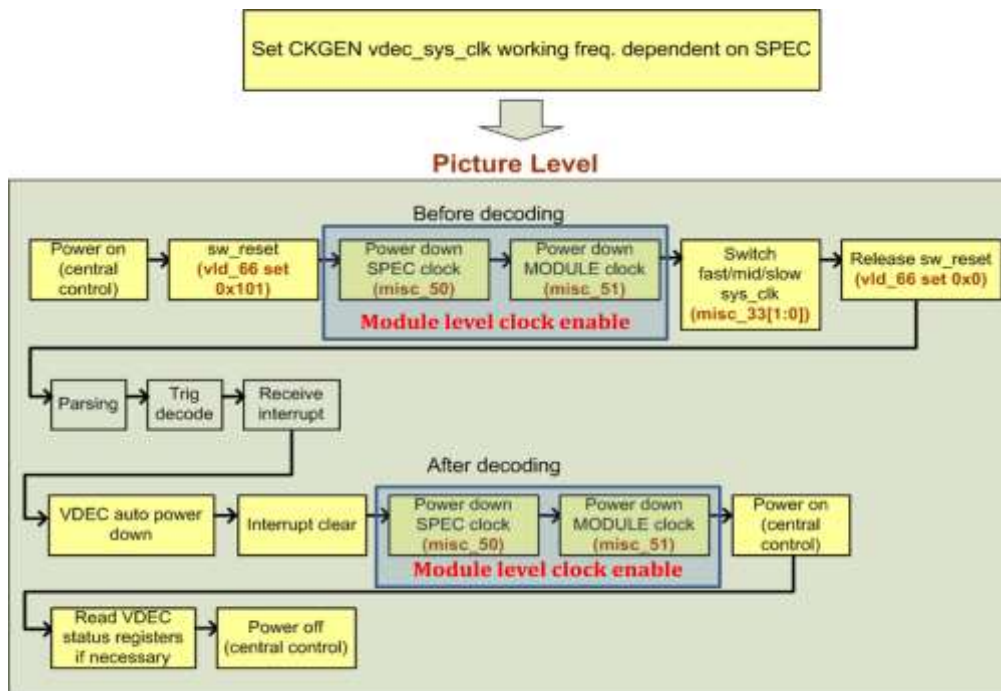 Set CKGEN vdec_sys_clk working freq. dependent on SPEC
Picture Level
Before decoding
Power on
(central
control)
sw_reset
(vld_66 set
0x101)
Power down
SPEC clock
(misc_50)
Power down
MODULE clock
(misc_51)
Module level clock enable
Switch
fast/mid/slow
sys_clk
(misc_33[1:0])
Release sw_reset
(vld_66 set 0x0)
Parsing
Trig
decode
Receive
interrupt
After decoding
VDEC auto power
down
Interrupt clear
Power down
SPEC clock
(misc_50)
Power down
MODULE clock
(misc_51)
Module level clock enable
Power on
(central
control)
Read VDEC
status registers
if necessary
Power off
(central control)